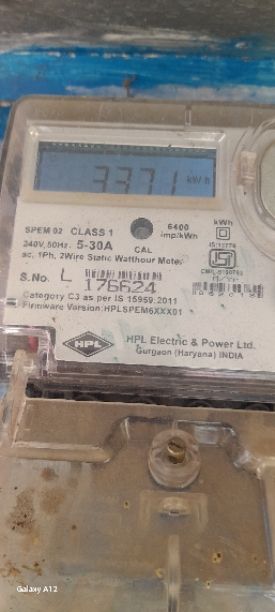 3371 kWh
SPEM 02 CLASS 1
6400 imp/kWh
kWh
240V, 50Hz. 5-30A
CAL
ac, 1Ph, 2Wire Static Watthour Meter
IS:13779
S.No. L 176624
Category C3 as per IS 15959:2011
Firmware Version: HPLSPEM6XXX01
HPL
HPL Electric & Power Ltd.
Gurgaon (Haryana) INDIA
Galaxy A12